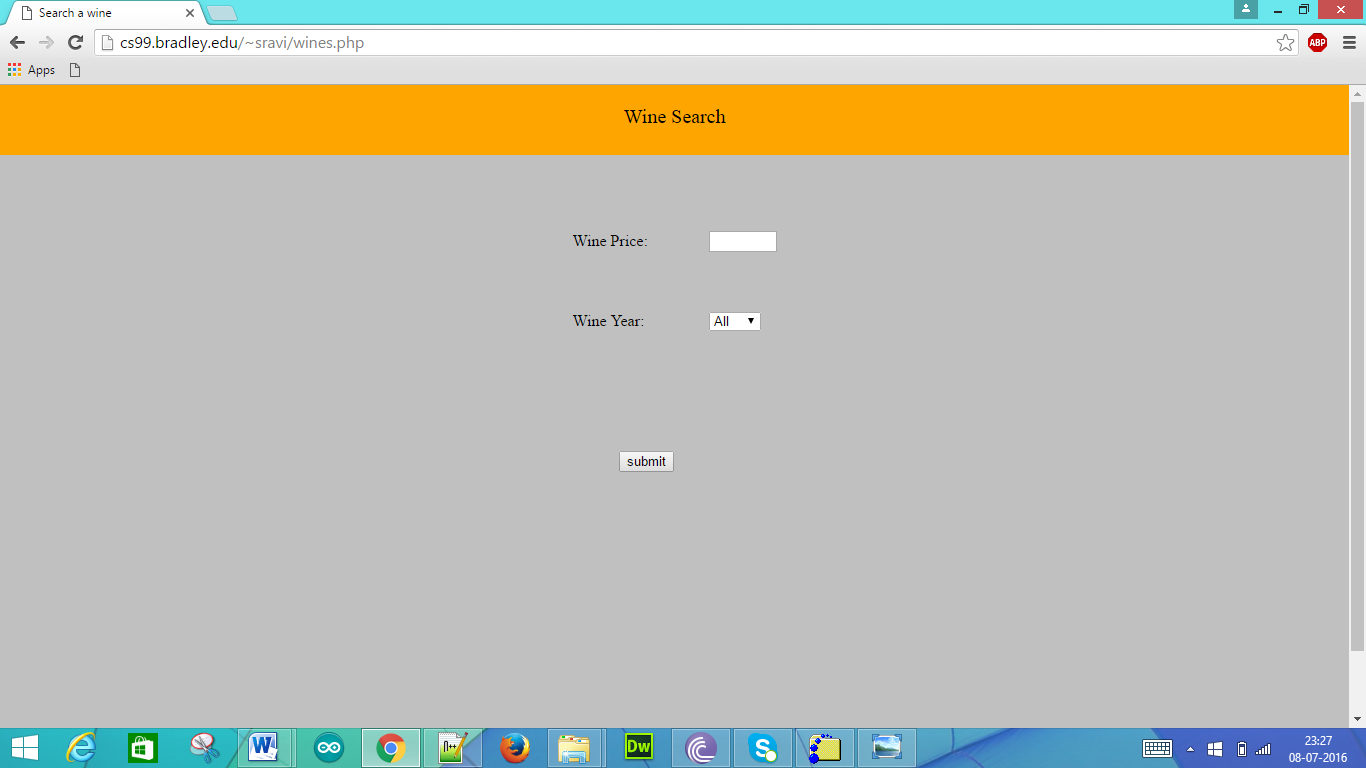 Search a wine
cs99.bradley.edu/~sravi/wines.php
ABP
Apps
Wine Search
Wine Price:
Wine Year: All
submit
W Dw S
23:27
08-07-2016